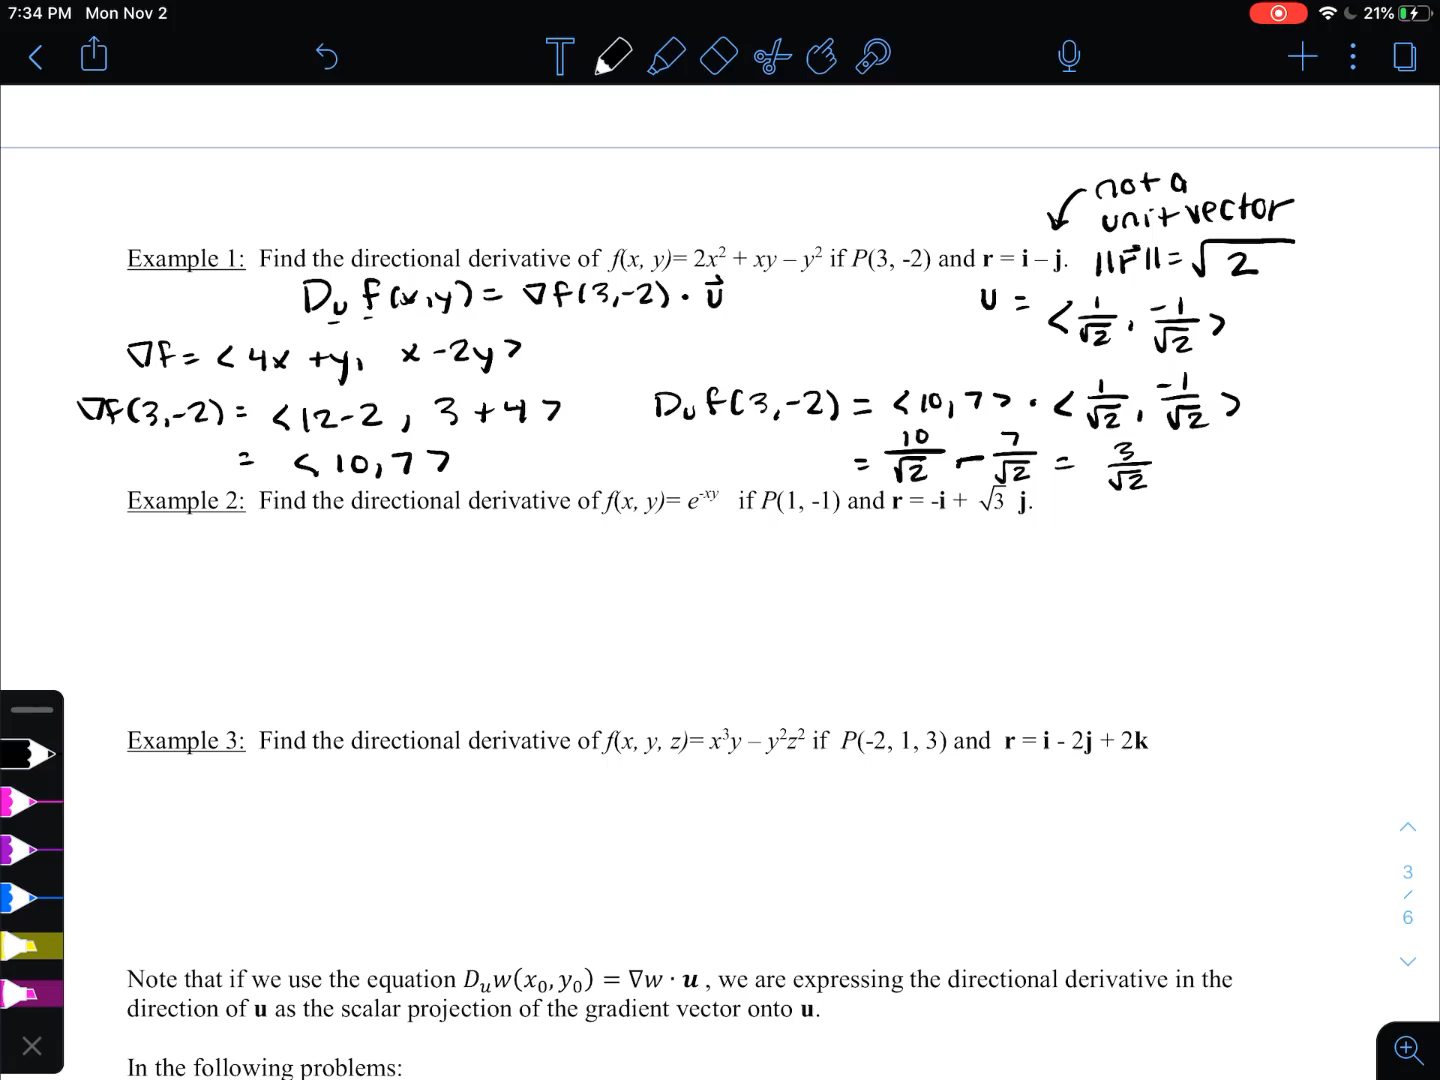 7:34 PM Mon Nov 2 21%
not a
unit vector
Example 1: Find the directional derivative of f(x, y)= 2x² + xy – y² if P(3, -2) and r = i – j. ||r⃗|| = √2
D_u f(x,y) = ∇f(3,-2) · u⃗
u = <1/√2, -1/√2>
∇f = <4x + y, x - 2y>
∇f(3,-2) = <12-2, 3+4>
= <10,7>
D_u f(3,-2) = <10,7> · <1/√2, -1/√2>
= 10/√2 - 7/√2 = 3/√2
Example 2: Find the directional derivative of f(x, y)= e^-xy if P(1, -1) and r = -i + √3 j.
Example 3: Find the directional derivative of f(x, y, z)= x³y – y²z² if P(-2, 1, 3) and r = i - 2j + 2k
3
/
6
Note that if we use the equation D_u w(x₀, y₀) = ∇w · u , we are expressing the directional derivative in the
direction of u as the scalar projection of the gradient vector onto u.
In the following problems: